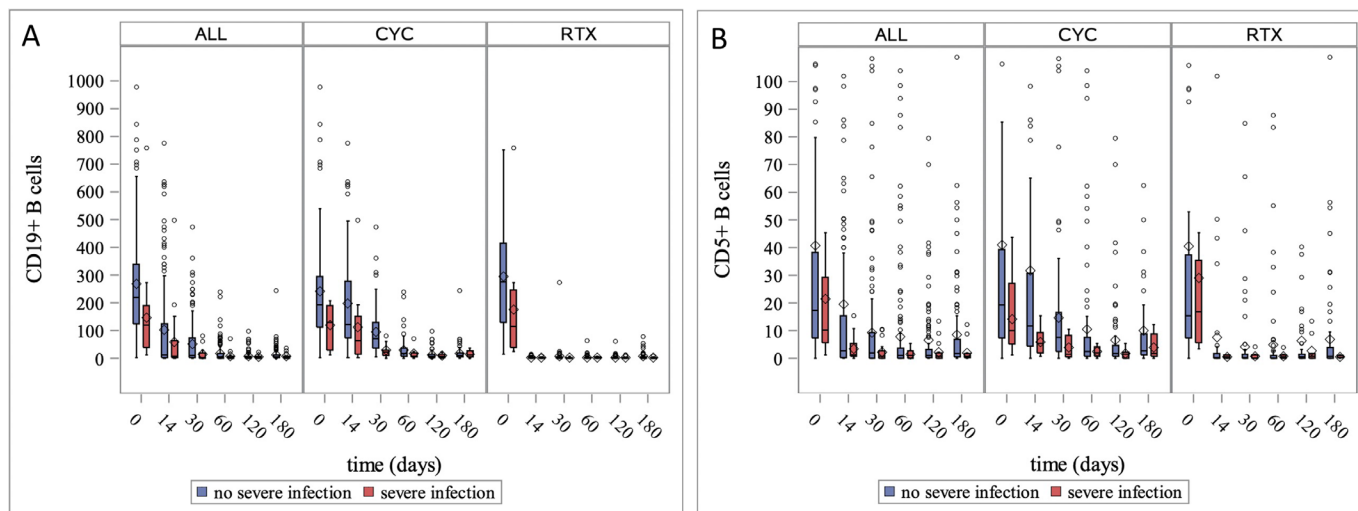 A
ALL CYC RTX
CD19+ B cells
1000
900
800
700
600
500
400
300
200
100
0
0 14 30 60 120 180 0 14 30 60 120 180 0 14 30 60 120 180
time (days)
no severe infection severe infection
B
ALL CYC RTX
CD5+ B cells
100
90
80
70
60
50
40
30
20
10
0
0 14 30 60 120 180 0 14 30 60 120 180 0 14 30 60 120 180
time (days)
no severe infection severe infection